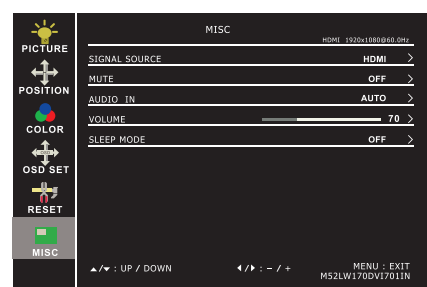 MISC
HDMI 1920x1080@60.0Hz
PICTURE
POSITION
COLOR
OSD SET
RESET
MISC
SIGNAL SOURCE HDMI >
MUTE OFF >
AUDIO IN AUTO >
VOLUME 70 >
SLEEP MODE OFF >
▲/▼ : UP / DOWN ◀/▶ : – / + MENU : EXIT
M52LW170DVI701IN